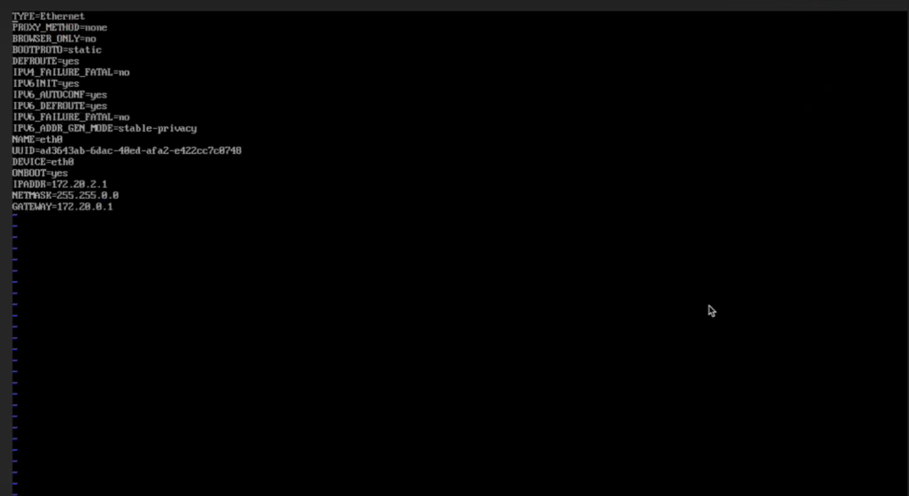 TYPE=Ethernet
PROXY_METHOD=none
BROWSER_ONLY=no
BOOTPROTO=static
DEFROUTE=yes
IPV4_FAILURE_FATAL=no
IPV6INIT=yes
IPV6_AUTOCONF=yes
IPV6_DEFROUTE=yes
IPV6_FAILURE_FATAL=no
IPV6_ADDR_GEN_MODE=stable-privacy
NAME=eth0
UUID=ad3643ab-6dac-40ed-afa2-e422cc7c0740
DEVICE=eth0
ONBOOT=yes
IPADDR=172.20.2.1
NETMASK=255.255.0.0
GATEWAY=172.20.0.1